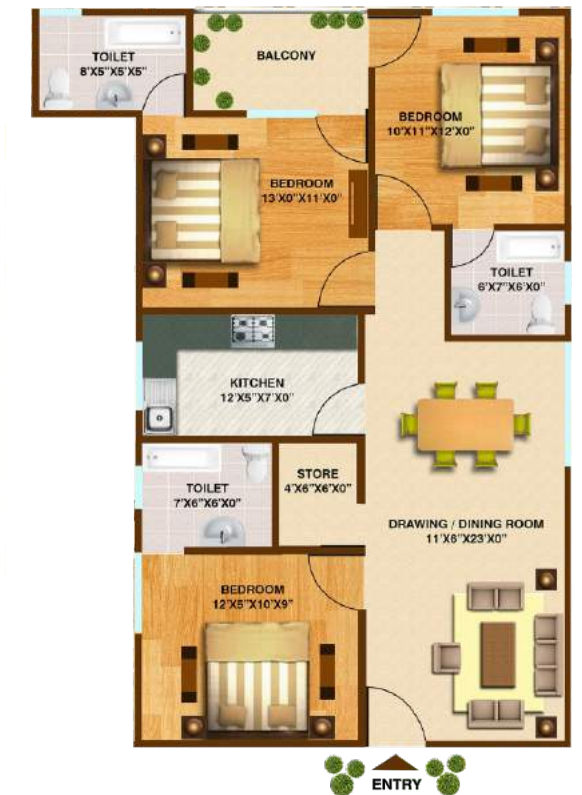 TOILET
8'X5"X5'X5"
BALCONY
BEDROOM
10'X11"X12'X0"
BEDROOM
13'X0"X11'X0"
TOILET
6'X7"X6'X0"
KITCHEN
12'X5"X7'X0"
TOILET
7'X6"X6'X0"
STORE
4'X6"X6'X0"
DRAWING / DINING ROOM
11'X6"X23'X0"
BEDROOM
12'X5"X10'X9"
ENTRY